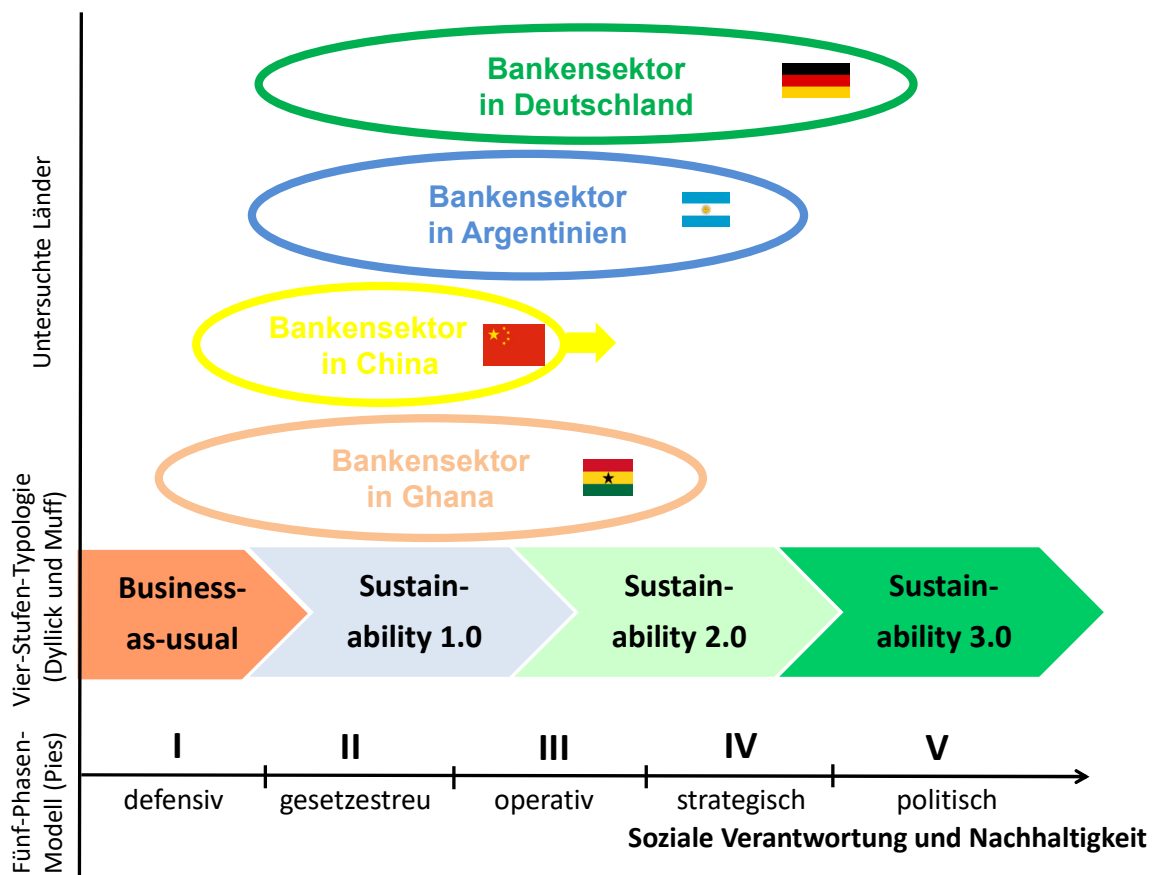 Untersuchte Länder
Bankensektor
in Deutschland
Bankensektor
in Argentinien
Bankensektor
in China
Bankensektor
in Ghana
Vier-Stufen-Typologie
(Dyllick und Muff)
Business-
as-usual
Sustain-
ability 1.0
Sustain-
ability 2.0
Sustain-
ability 3.0
Fünf-Phasen-
Modell (Pies)
I
II
III
IV
V
defensiv
gesetzestreu
operativ
strategisch
politisch
Soziale Verantwortung und Nachhaltigkeit